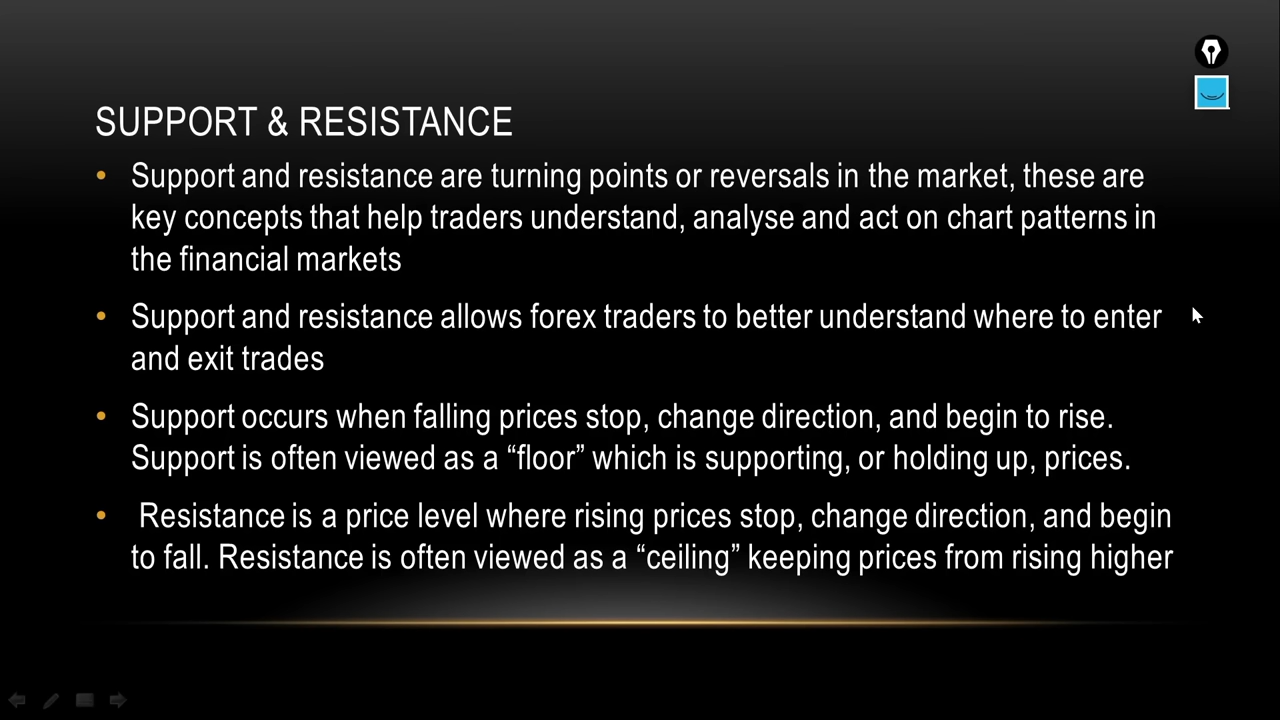 SUPPORT & RESISTANCE
• Support and resistance are turning points or reversals in the market, these are
key concepts that help traders understand, analyse and act on chart patterns in
the financial markets
• Support and resistance allows forex traders to better understand where to enter
and exit trades
• Support occurs when falling prices stop, change direction, and begin to rise.
Support is often viewed as a “floor” which is supporting, or holding up, prices.
• Resistance is a price level where rising prices stop, change direction, and begin
to fall. Resistance is often viewed as a “ceiling” keeping prices from rising higher